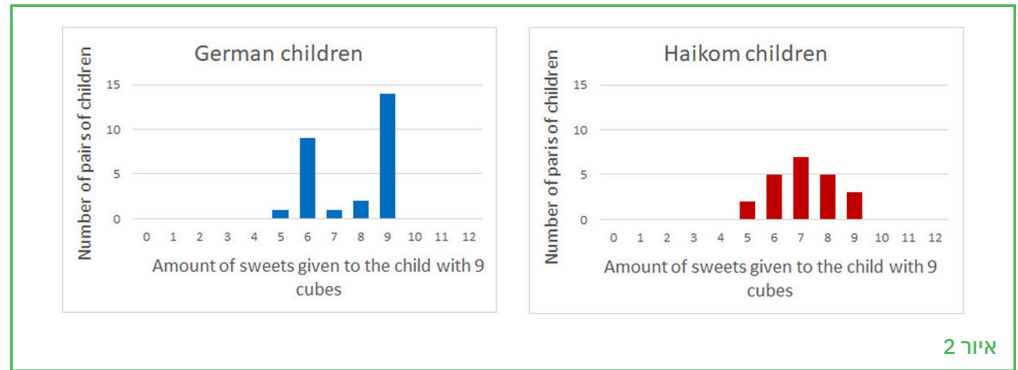 German children
Number of pairs of children
15
10
5
0
0 1 2 3 4 5 6 7 8 9 10 11 12
Amount of sweets given to the child with 9
cubes
Haikom children
Number of paris of children
15
10
5
0
0 1 2 3 4 5 6 7 8 9 10 11 12
Amount of sweets given to the child with 9
cubes
איור 2